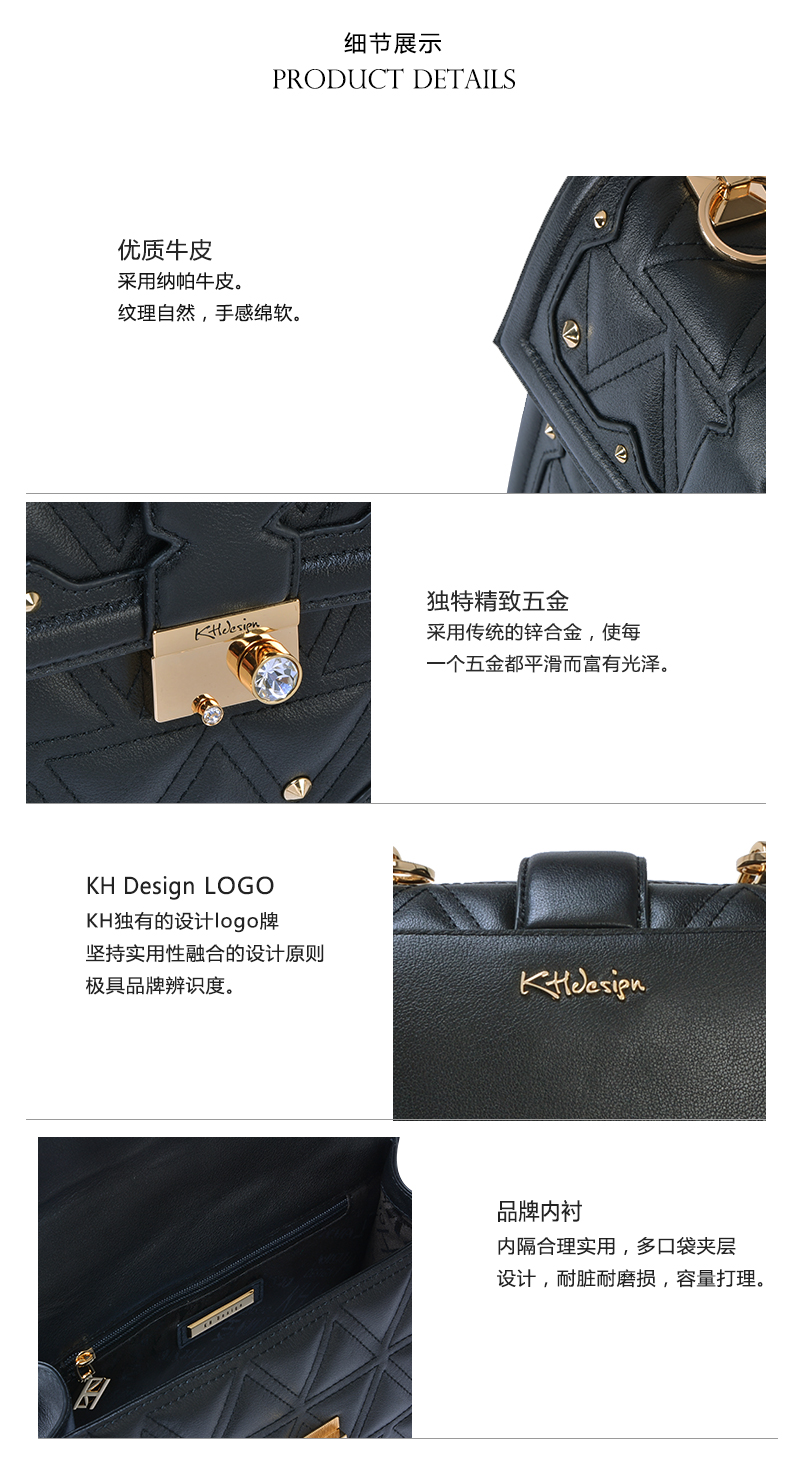 细节展示
PRODUCT DETAILS
优质牛皮
采用纳帕牛皮。
纹理自然，手感绵软。
KHdesign
独特精致五金
采用传统的锌合金，使每
一个五金都平滑而富有光泽。
KH Design LOGO
KH独有的设计logo牌
坚持实用性融合的设计原则
极具品牌辨识度。
KHdesign
KH
品牌内衬
内隔合理实用，多口袋夹层
设计，耐脏耐磨损，容量打理。